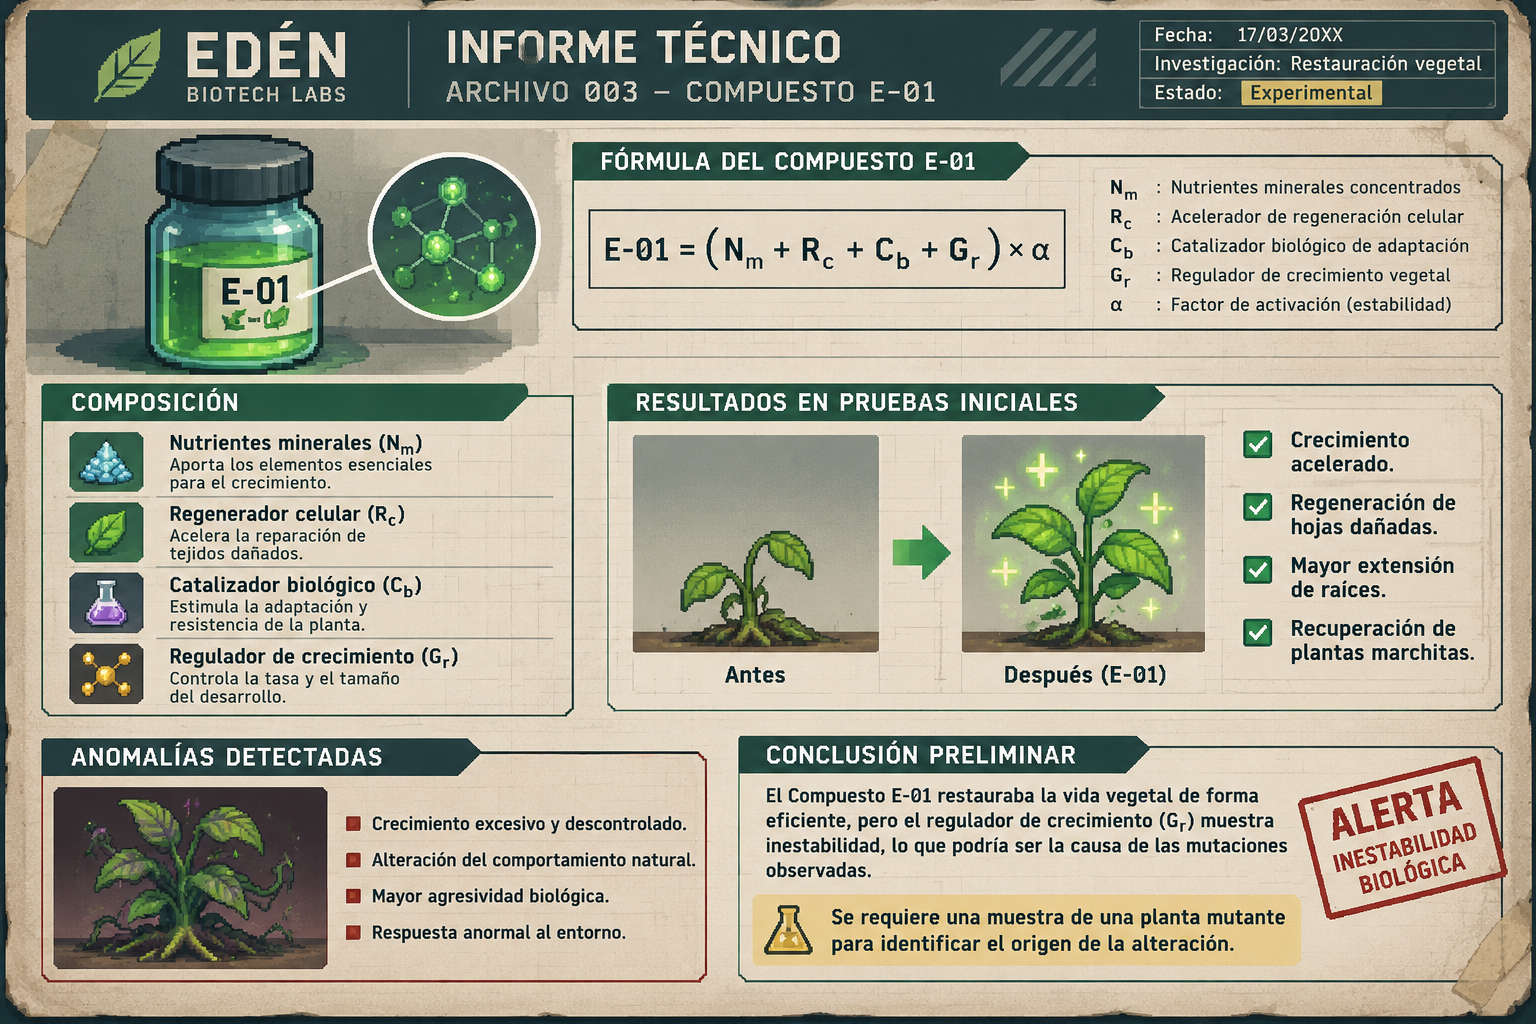 EDÉN
BIOTECH LABS
INFORME TÉCNICO
ARCHIVO 003 – COMPUESTO E-01
Fecha: 17/03/20XX
Investigación: Restauración vegetal
Estado: Experimental
E-01
FÓRMULA DEL COMPUESTO E-01
E-01 = (Nm + Rc + Cb + Gr) × α
Nm : Nutrientes minerales concentrados
Rc : Acelerador de regeneración celular
Cb : Catalizador biológico de adaptación
Gr : Regulador de crecimiento vegetal
α : Factor de activación (estabilidad)
COMPOSICIÓN
Nutrientes minerales (Nm)
Aporta los elementos esenciales
para el crecimiento.
Regenerador celular (Rc)
Acelera la reparación de
tejidos dañados.
Catalizador biológico (Cb)
Estimula la adaptación y
resistencia de la planta.
Regulador de crecimiento (Gr)
Controla la tasa y el tamaño
del desarrollo.
RESULTADOS EN PRUEBAS INICIALES
Antes
Después (E-01)
Crecimiento
acelerado.
Regeneración de
hojas dañadas.
Mayor extensión
de raíces.
Recuperación de
plantas marchitas.
ANOMALÍAS DETECTADAS
Crecimiento excesivo y descontrolado.
Alteración del comportamiento natural.
Mayor agresividad biológica.
Respuesta anormal al entorno.
CONCLUSIÓN PRELIMINAR
El Compuesto E-01 restauraba la vida vegetal de forma
eficiente, pero el regulador de crecimiento (Gr) muestra
inestabilidad, lo que podría ser la causa de las mutaciones
observadas.
Se requiere una muestra de una planta mutante
para identificar el origen de la alteración.
ALERTA
INESTABILIDAD
BIOLÓGICA